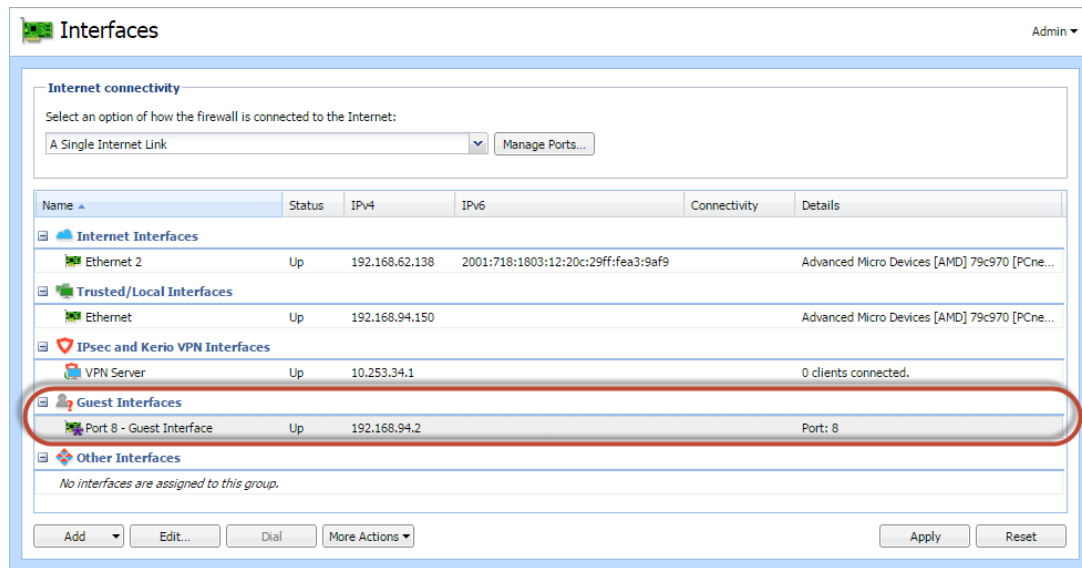 Interfaces
Admin
Internet connectivity
Select an option of how the firewall is connected to the Internet:
A Single Internet Link Manage Ports...
Name Status IPv4 IPv6 Connectivity Details
Internet Interfaces
Ethernet 2 Up 192.168.62.138 2001:718:1803:12:20c:29ff:fea3:9af9 Advanced Micro Devices [AMD] 79c970 [PCne...
Trusted/Local Interfaces
Ethernet Up 192.168.94.150 Advanced Micro Devices [AMD] 79c970 [PCne...
IPsec and Kerio VPN Interfaces
VPN Server Up 10.253.34.1 0 clients connected.
Guest Interfaces
Port 8 - Guest Interface Up 192.168.94.2 Port: 8
Other Interfaces
No interfaces are assigned to this group.
Add Edit... Dial More Actions Apply Reset